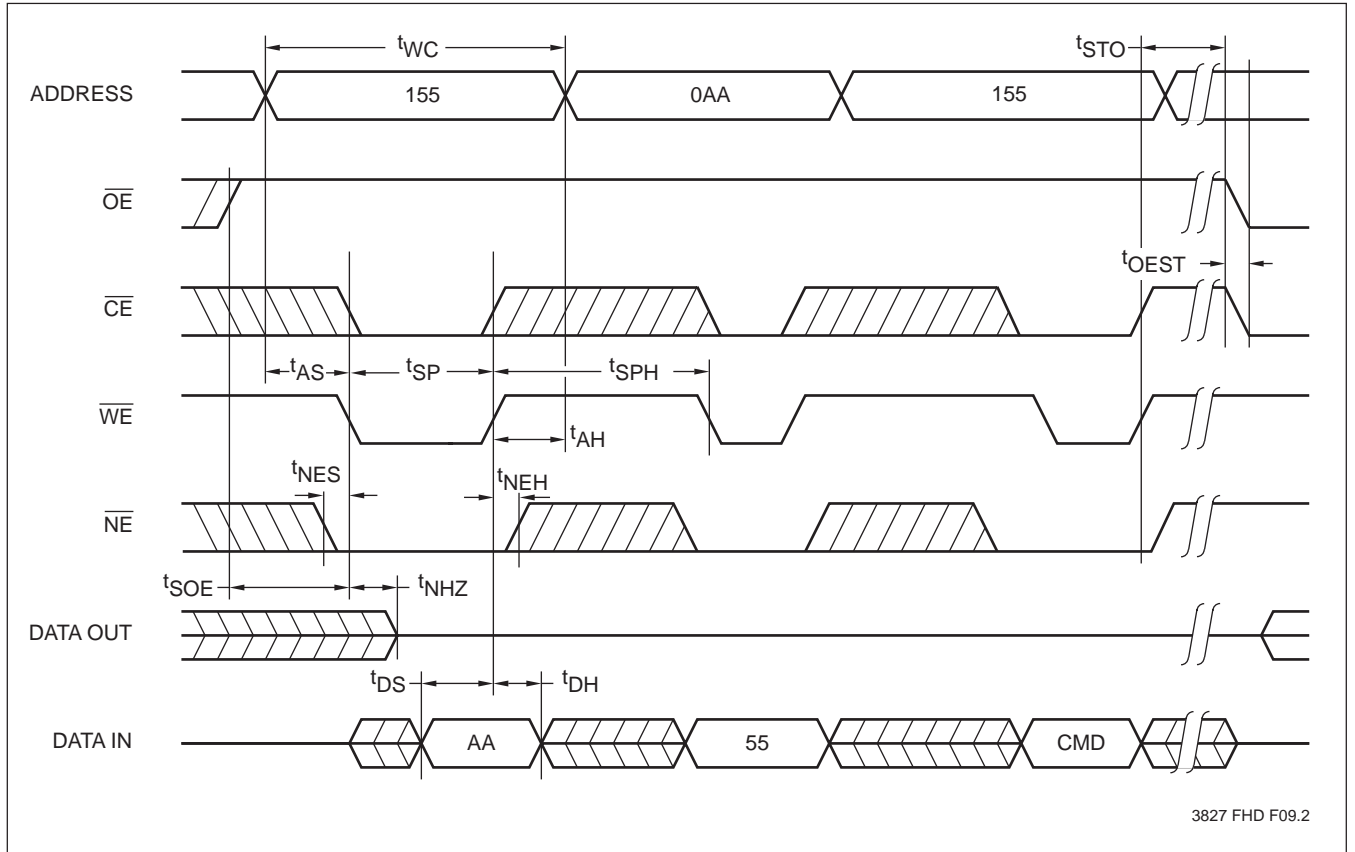 tWC
tSTO
ADDRESS 155 0AA 155
OE
tOEST
CE
tAS tSP tSPH
WE
tAH
tNES tNEH
NE
tSOE tNHZ
DATA OUT
tDS tDH
DATA IN AA 55 CMD
3827 FHD F09.2